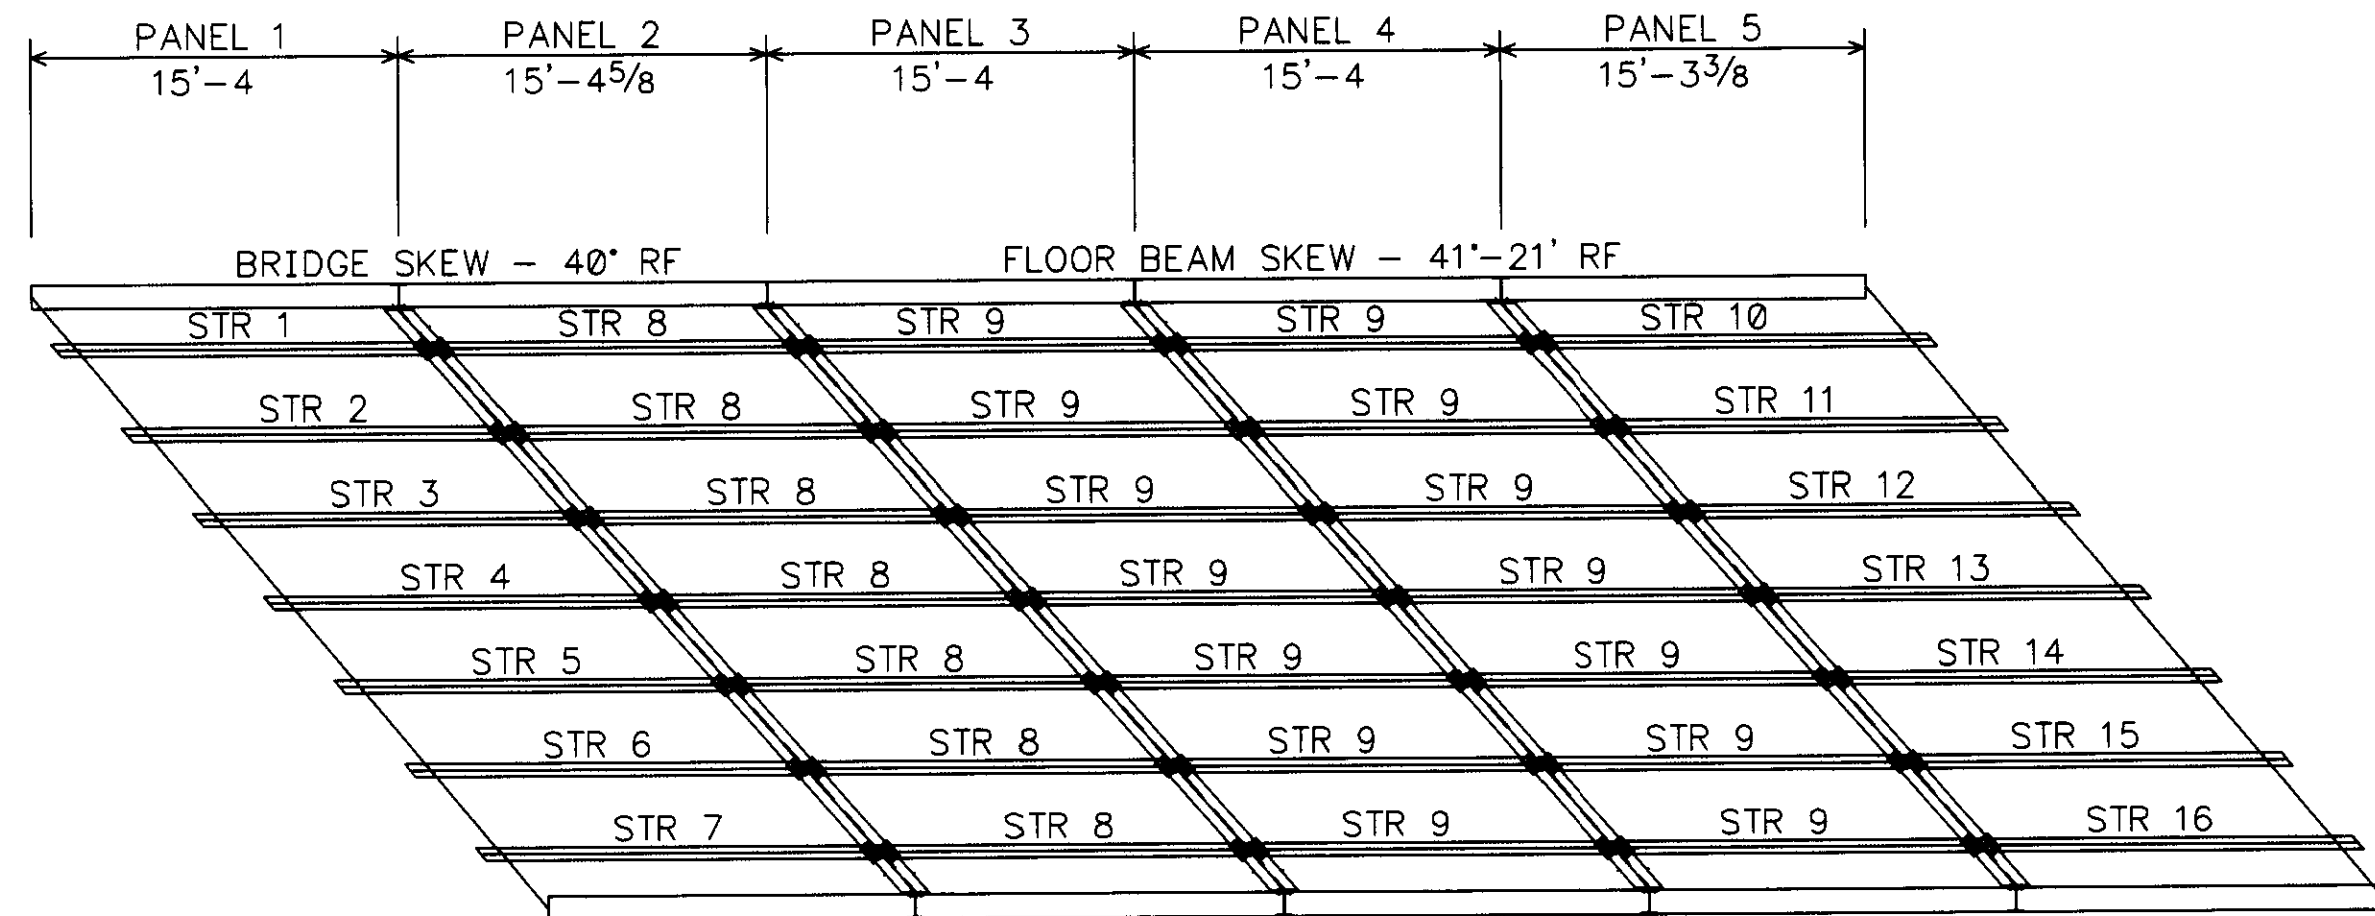 PANEL 1 PANEL 2 PANEL 3 PANEL 4 PANEL 5
15'-4 15'-4 5/8 15'-4 15'-4 15'-3 3/8
BRIDGE SKEW - 40° RF FLOOR BEAM SKEW - 41°-21' RF
STR 1 STR 8 STR 9 STR 9 STR 10
STR 2 STR 8 STR 9 STR 9 STR 11
STR 3 STR 8 STR 9 STR 9 STR 12
STR 4 STR 8 STR 9 STR 9 STR 13
STR 5 STR 8 STR 9 STR 9 STR 14
STR 6 STR 8 STR 9 STR 9 STR 15
STR 7 STR 8 STR 9 STR 9 STR 16